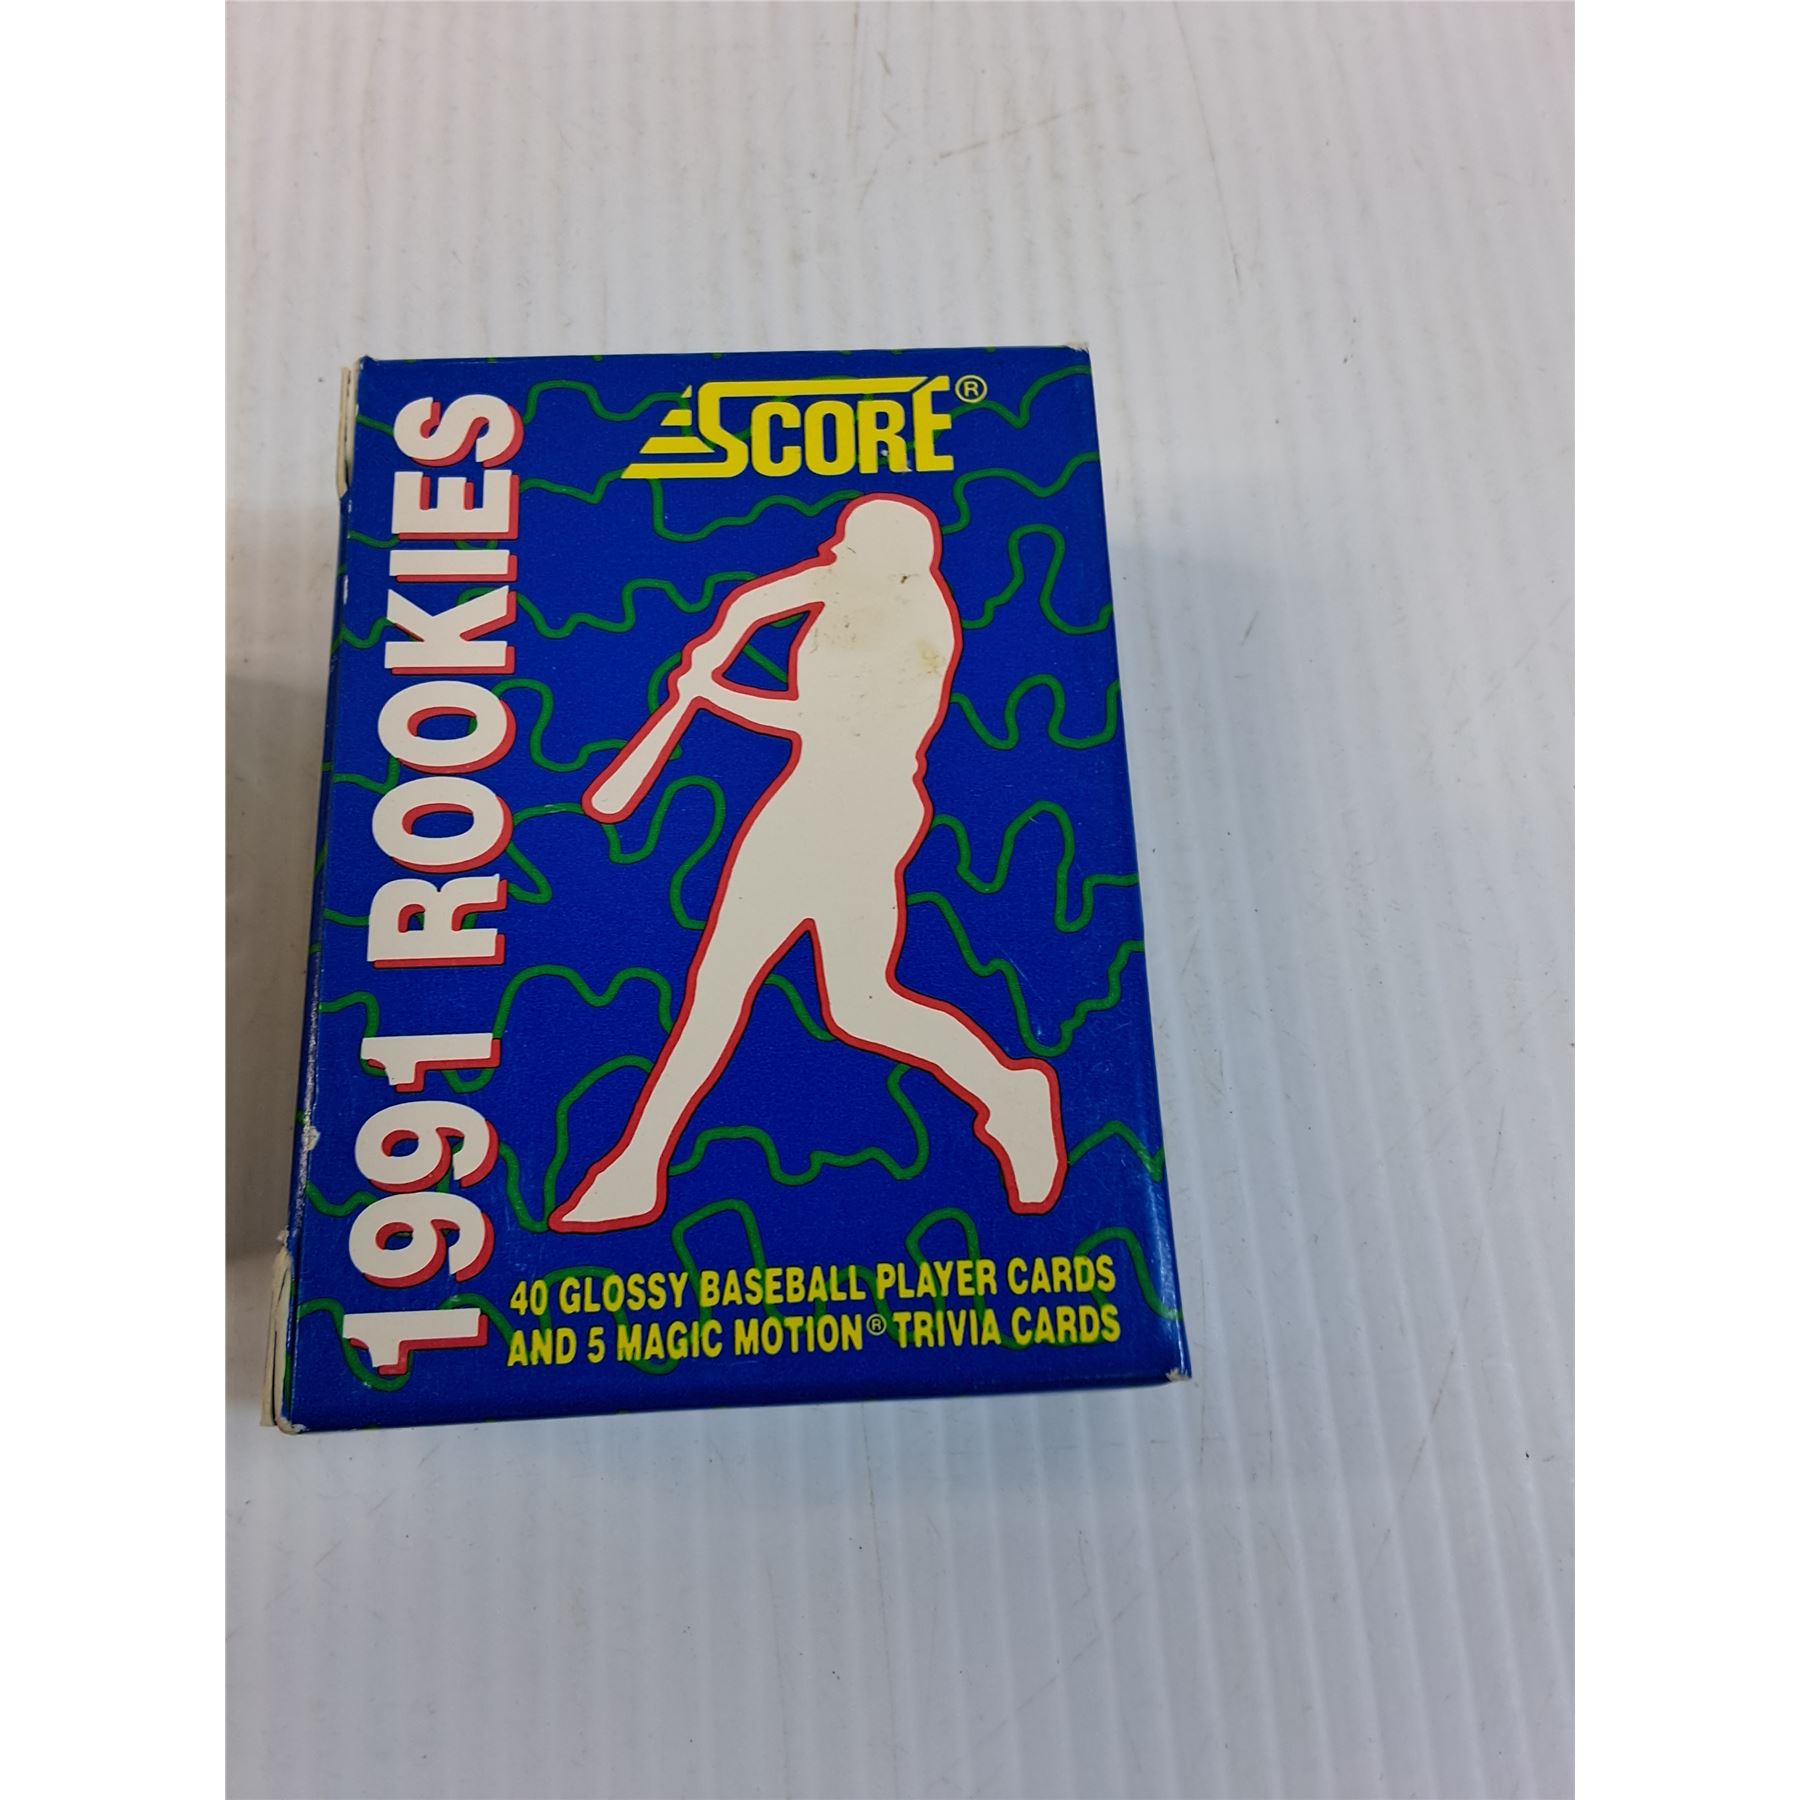 SCORE®
1991 ROOKIES
40 GLOSSY BASEBALL PLAYER CARDS
AND 5 MAGIC MOTION® TRIVIA CARDS